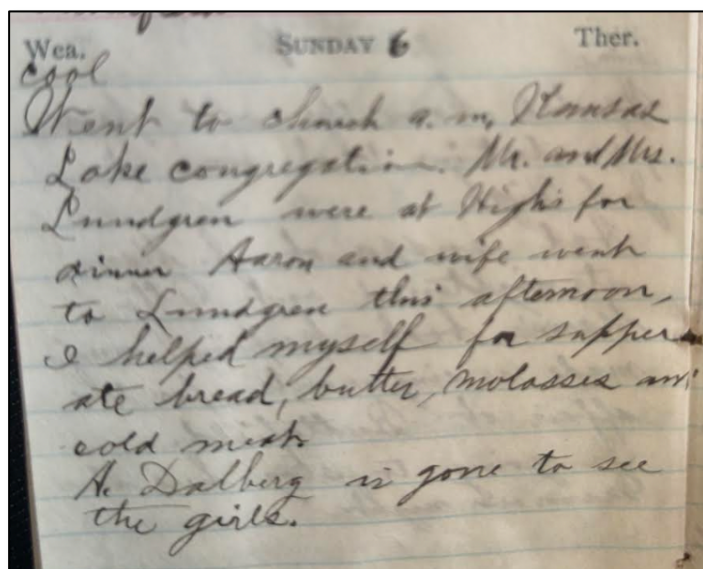 Wea. SUNDAY 6 Ther.
cool
Went to church a.m, Kansas
Lake congregation. Mr. and Mrs.
Lundgren were at High's for
dinner Aaron and wife went
to Lundgren this afternoon,
I helped myself for supper
ate bread, butter, molasses and
cold meat.
A. Dalberg is gone to see
the girls.